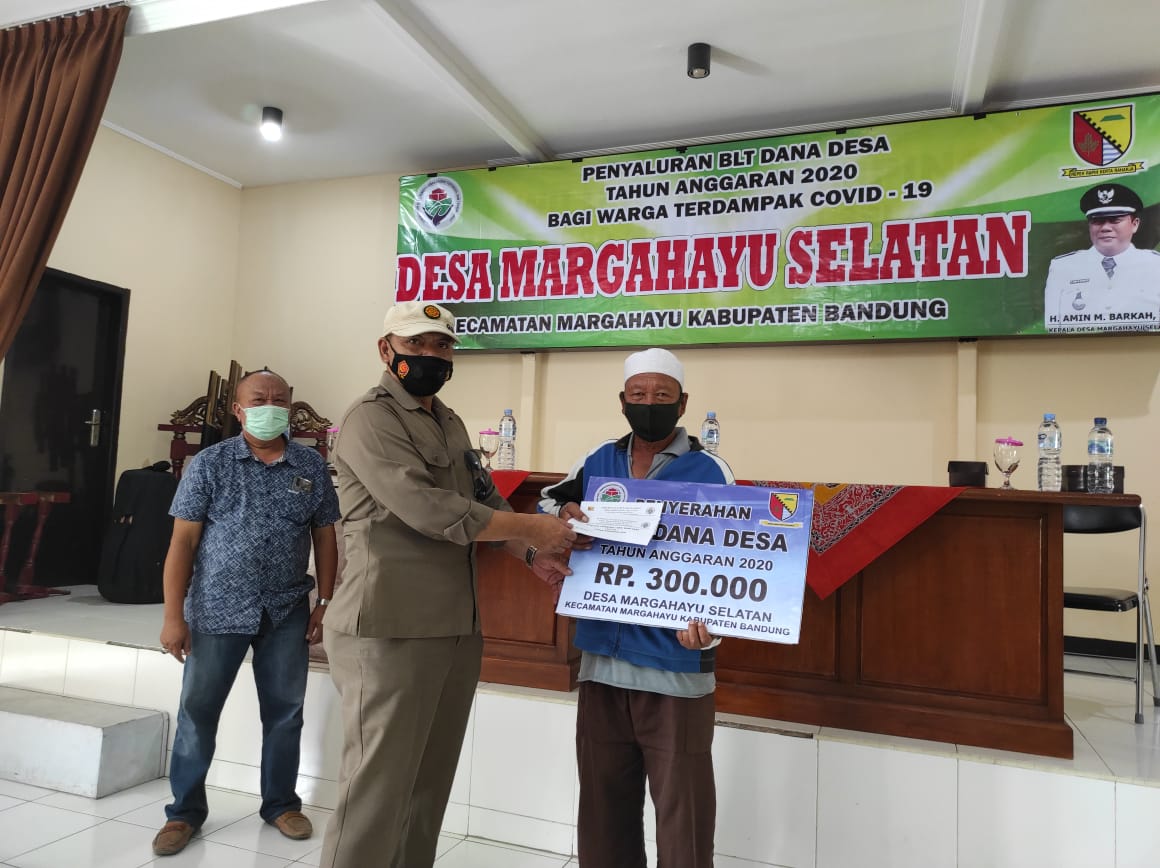 PENYALURAN BLT DANA DESA
TAHUN ANGGARAN 2020
BAGI WARGA TERDAMPAK COVID - 19
DESA MARGAHAYU SELATAN
KECAMATAN MARGAHAYU KABUPATEN BANDUNG
H. AMIN M. BARKAH,
KEPALA DESA MARGAHAYU SELA
PENYERAHAN
DANA DESA
TAHUN ANGGARAN 2020
RP. 300.000
DESA MARGAHAYU SELATAN
KECAMATAN MARGAHAYU KABUPATEN BANDUNG